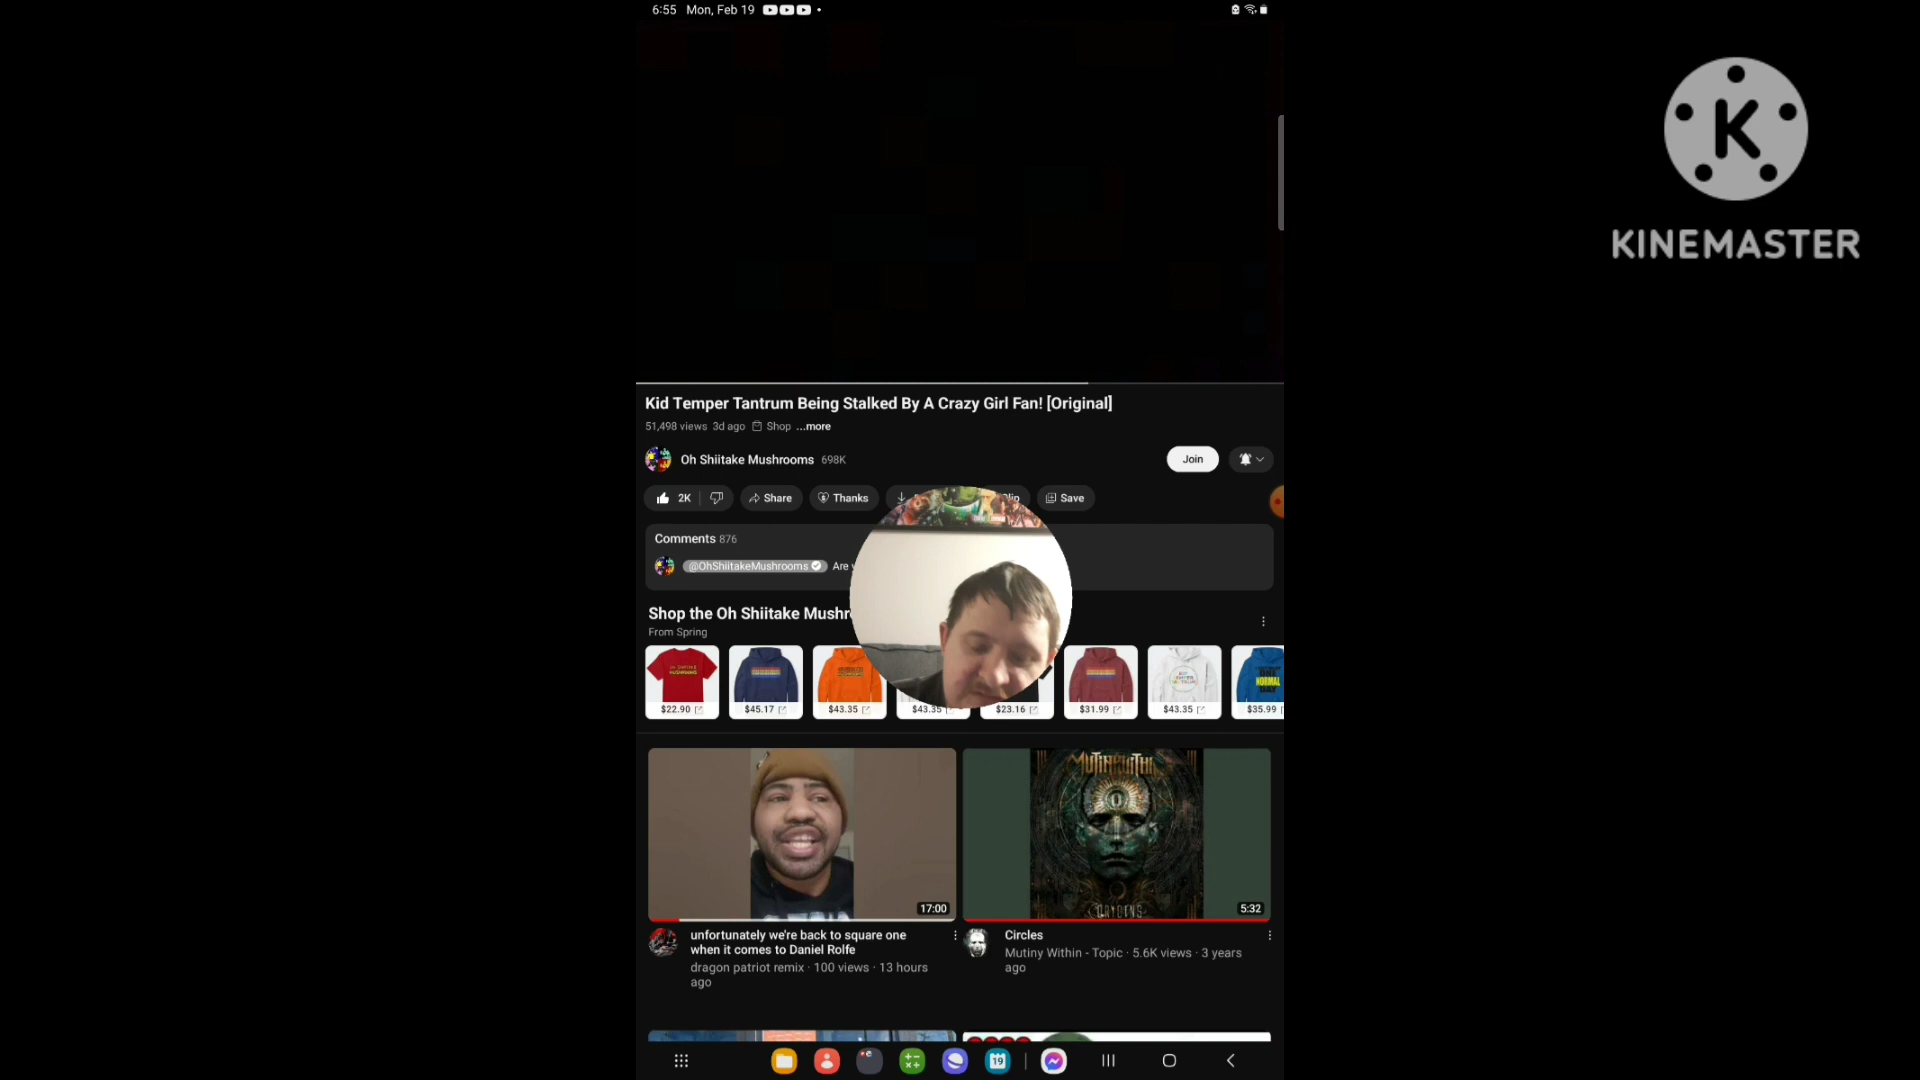 6:55 Mon, Feb 19
K
KINEMASTER
Kid Temper Tantrum Being Stalked By A Crazy Girl Fan! [Original]
51,498 views 3d ago Shop ...more
Oh Shiitake Mushrooms 698K
Join
2K Share Thanks Save
Comments 876
@OhShiitakeMushrooms Are
Shop the Oh Shiitake
From Spring
$22.90 $45.17 $43.35 $43.35 $23.16 $31.99 $43.35 $35.99
NORMAL
DAY
17:00
5:32
unfortunately we're back to square one
when it comes to Daniel Rolfe
dragon patriot remix · 100 views · 13 hours
ago
Circles
Mutiny Within - Topic · 5.6K views · 3 years
ago
19